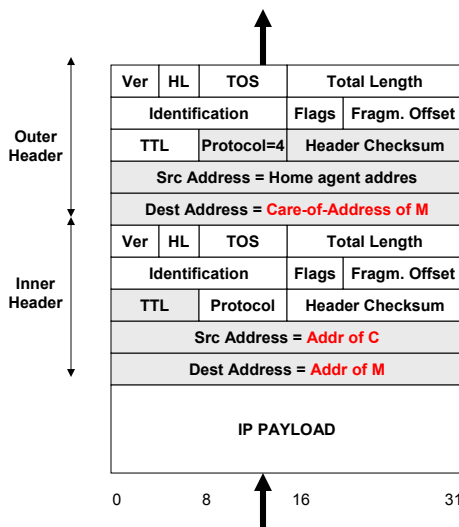 Ver HL TOS Total Length
Identification Flags Fragm. Offset
Outer
Header
TTL Protocol=4 Header Checksum
Src Address = Home agent addres
Dest Address = Care-of-Address of M
Ver HL TOS Total Length
Identification Flags Fragm. Offset
Inner
Header
TTL Protocol Header Checksum
Src Address = Addr of C
Dest Address = Addr of M
IP PAYLOAD
0 8 16 31